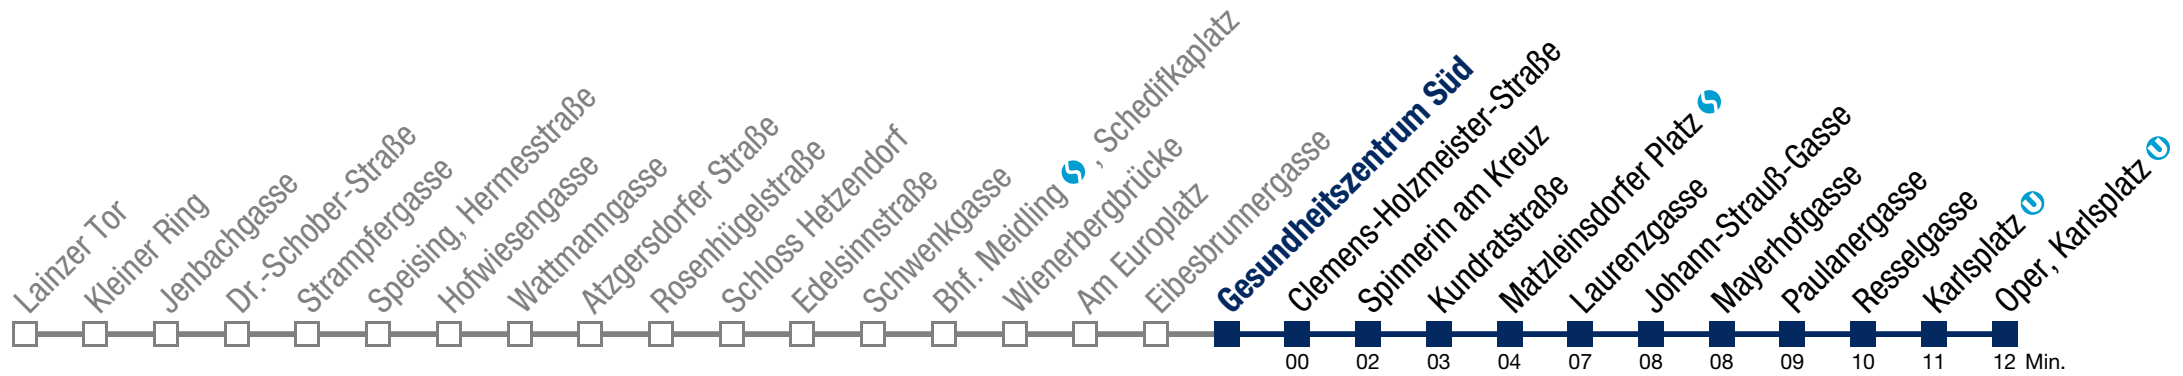 Lainzer Tor
Kleiner Ring
Jenbachgasse
Dr.-Schober-Straße
Strampfergasse
Speising, Hermesstraße
Hofwiesengasse
Wattmanngasse
Atzgersdorfer Straße
Rosenhügelstraße
Schloss Hetzendorf
Edelsinnstraße
Schwenkgasse
Bhf. Meidling S, Schedifkaplatz
Wienerbergbrücke
Am Europlatz
Eibesbrunnergasse
Gesundheitszentrum Süd
Clemens-Holzmeister-Straße
Spinnerin am Kreuz
Kundratstraße
Matzleinsdorfer Platz S
Laurenzgasse
Johann-Strauß-Gasse
Mayerhofgasse
Paulanergasse
Resselgasse
Karlsplatz U
Oper, Karlsplatz U
00 02 03 04 07 08 08 09 10 11 12 Min.